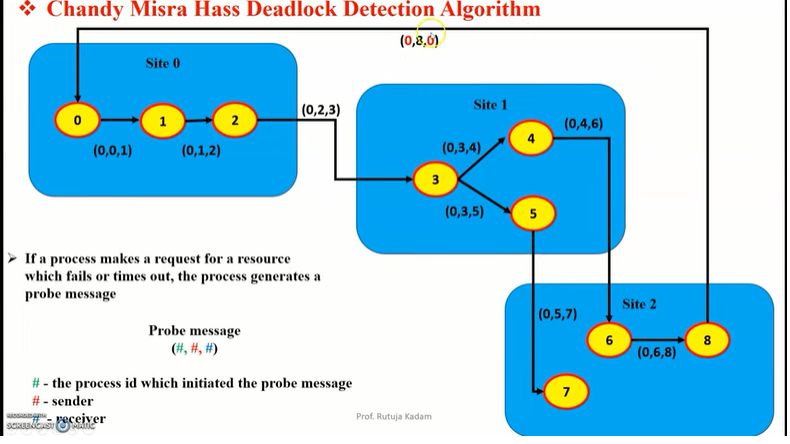 ❖ Chandy Misra Hass Deadlock Detection Algorithm
(0,8,0)
Site 0
0
1
2
(0,0,1)
(0,1,2)
(0,2,3)
Site 1
3
4
5
(0,3,4)
(0,3,5)
(0,4,6)
(0,5,7)
Site 2
6
8
(0,6,8)
7
➢ If a process makes a request for a resource
which fails or times out, the process generates a
probe message
Probe message
(#, #, #)
# - the process id which initiated the probe message
# - sender
# - receiver
RECORDED WITH
SCREENCAST MATIC
Prof. Rutuja Kadam